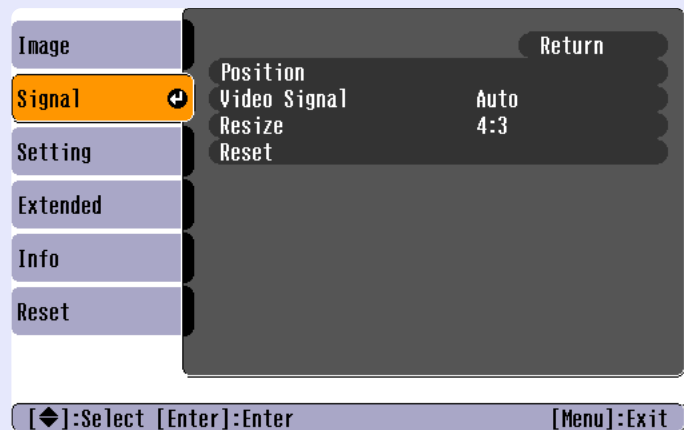 Image
Signal
Setting
Extended
Info
Reset
Return
Position
Video Signal Auto
Resize 4:3
Reset
[◆]:Select [Enter]:Enter [Menu]:Exit